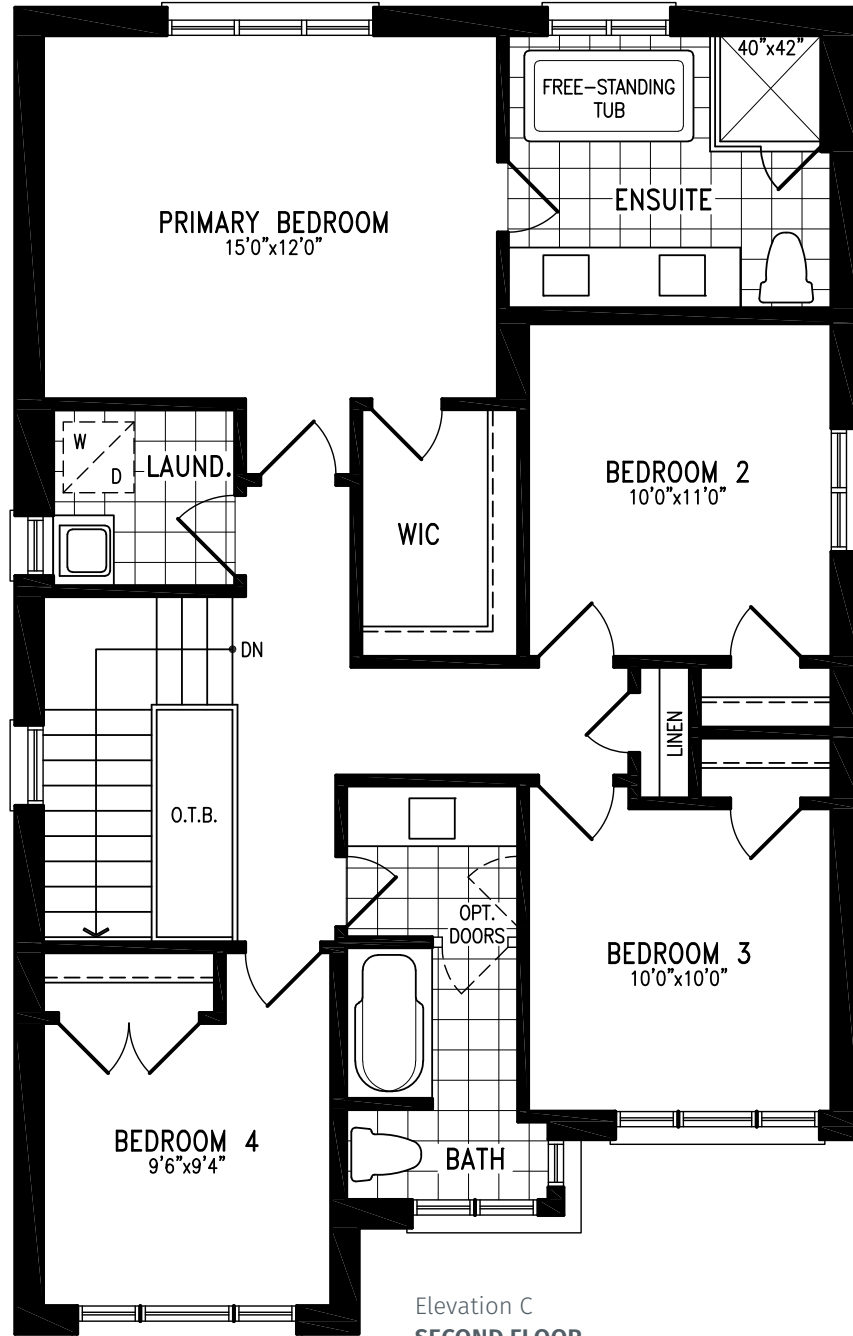 40"x42"
FREE-STANDING
TUB
ENSUITE
PRIMARY BEDROOM
15'0"x12'0"
W
D
LAUND.
WIC
BEDROOM 2
10'0"x11'0"
DN
LINEN
O.T.B.
OPT.
DOORS
BEDROOM 3
10'0"x10'0"
BEDROOM 4
9'6"x9'4"
BATH
Elevation C
SECOND FLOOR